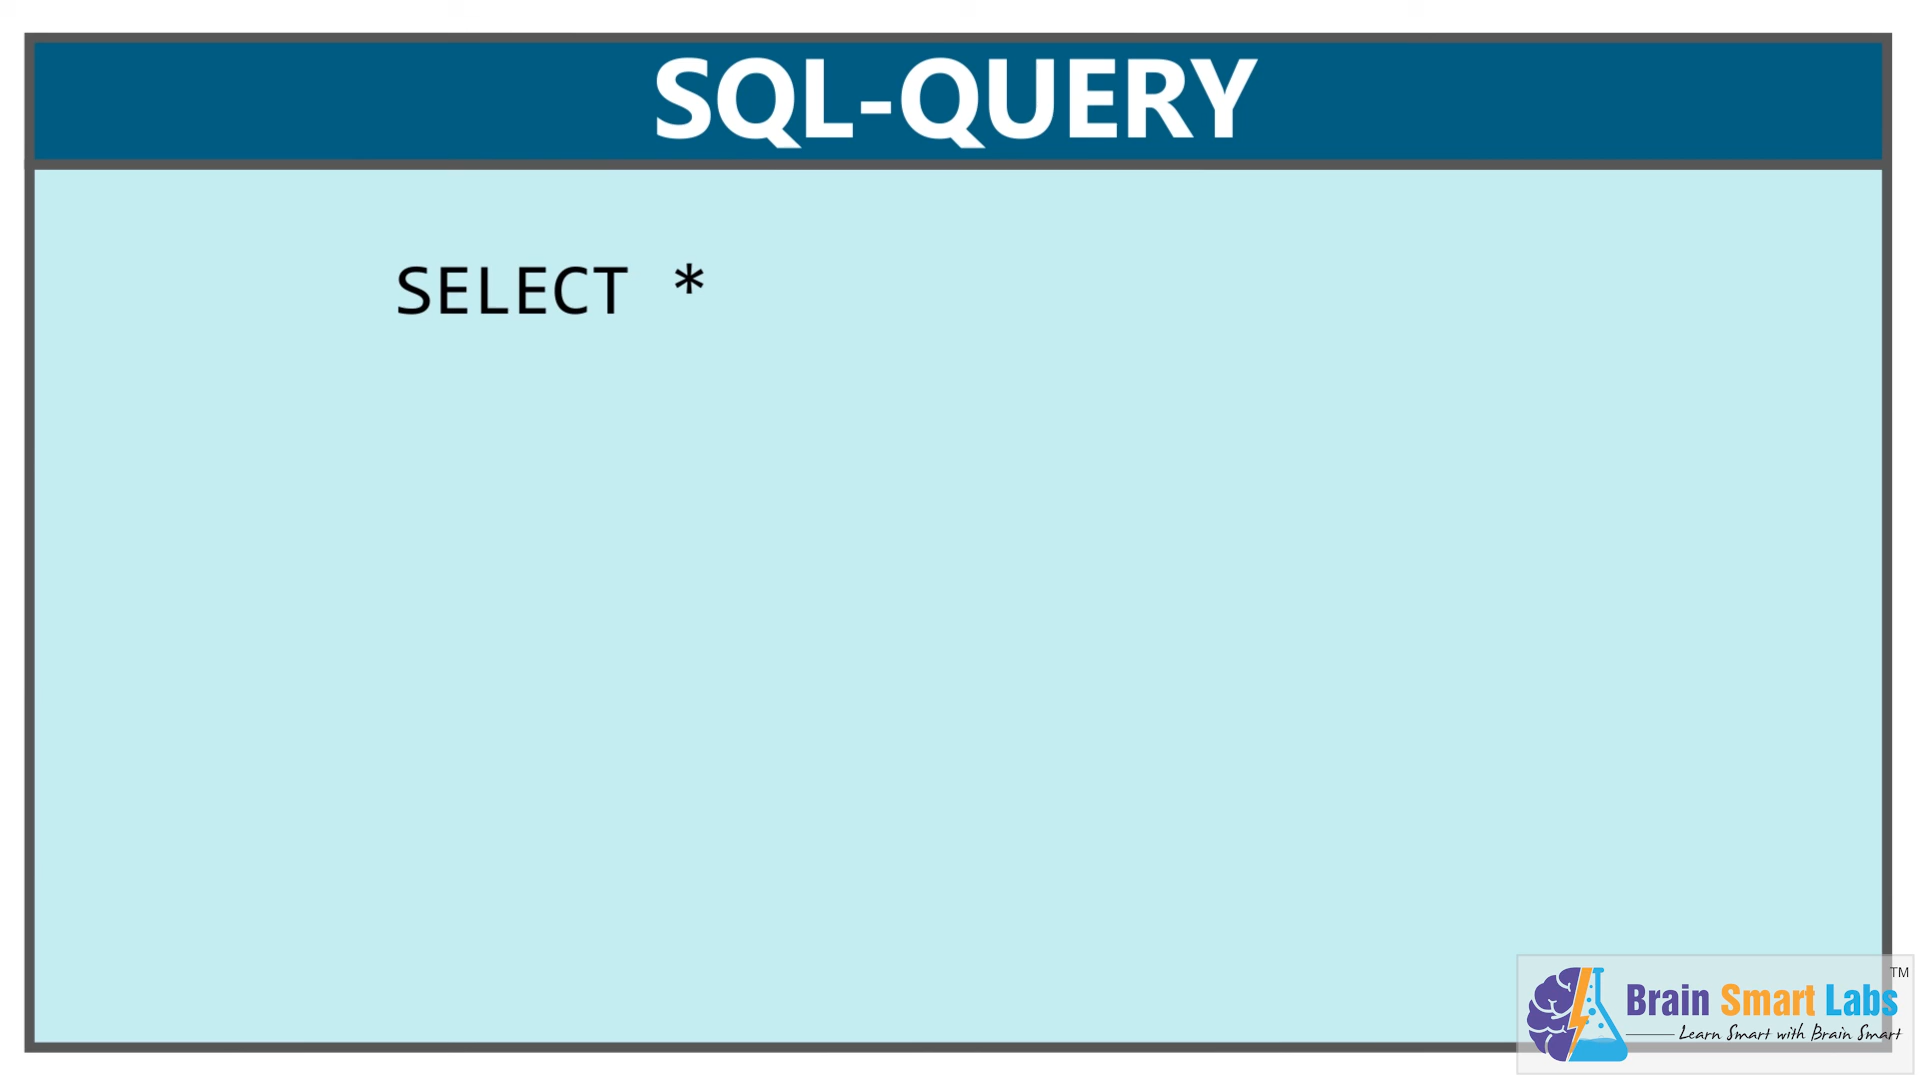 SQL-QUERY
SELECT *
TM
Brain Smart Labs
Learn Smart with Brain Smart